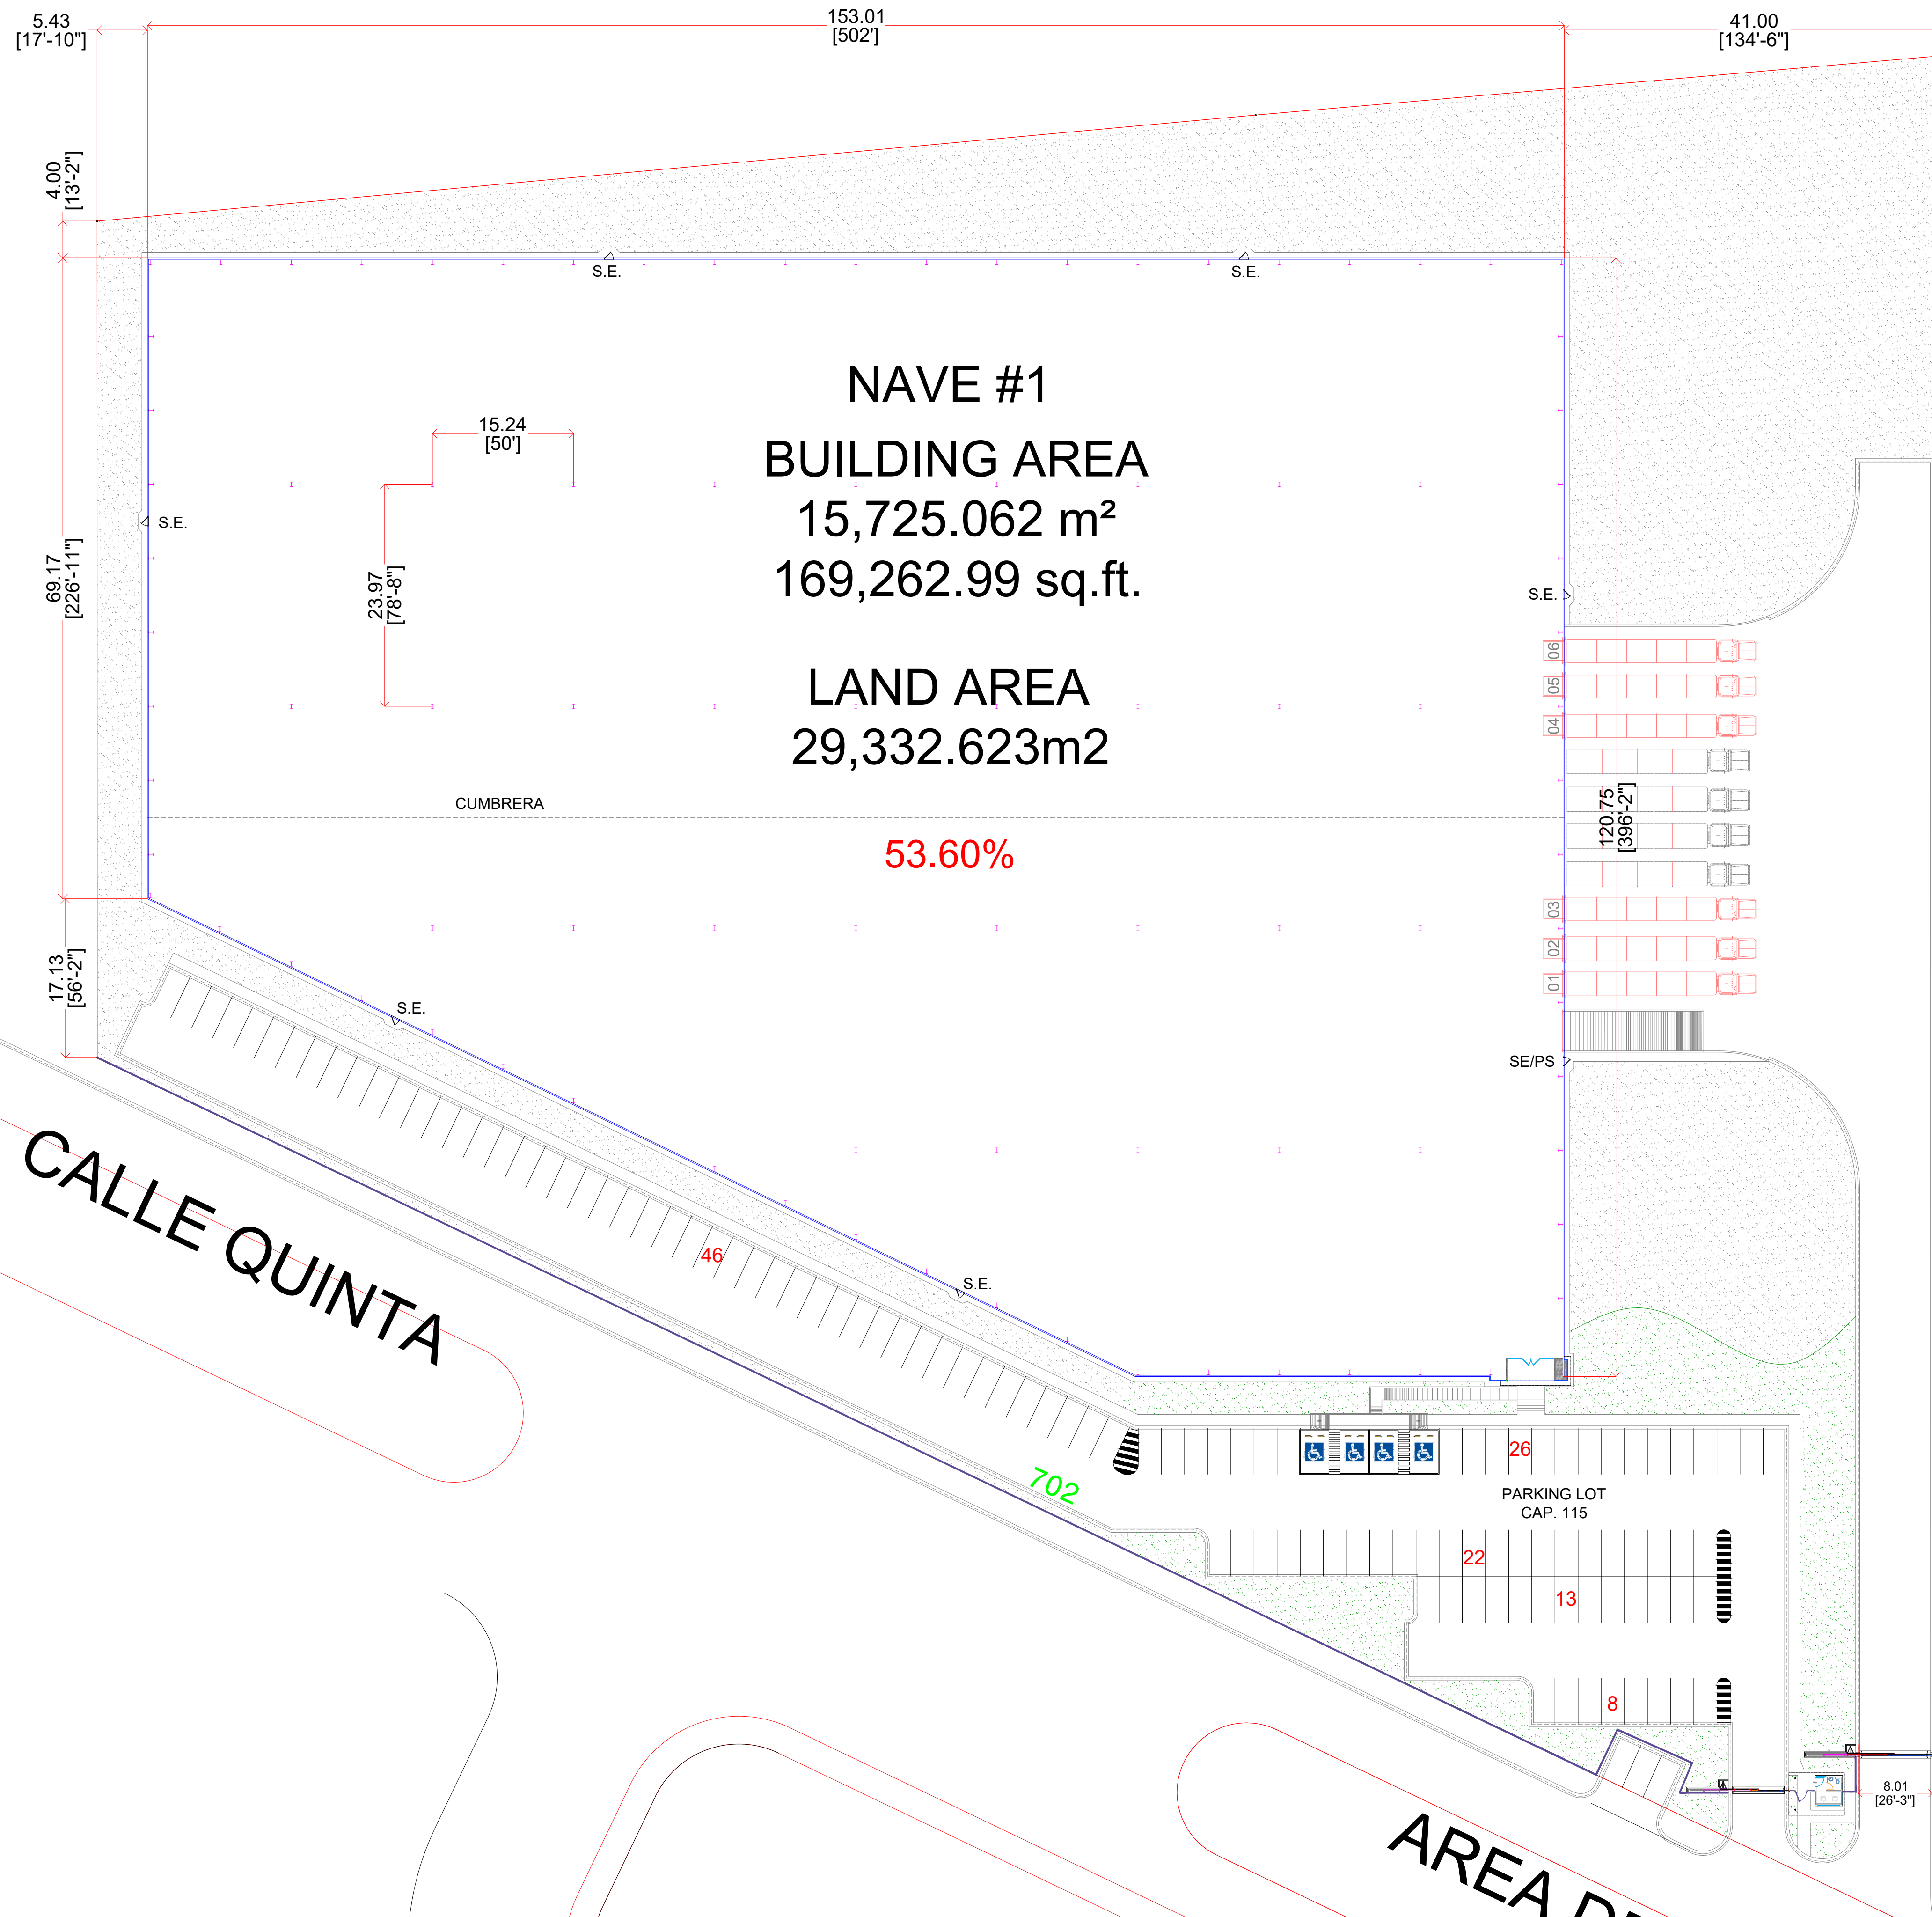 5.43
[17'-10"]
153.01
[502']
41.00
[134'-6"]
4.00
[13'-2"]
S.E.
S.E.
NAVE #1
15.24
[50']
BUILDING AREA
15,725.062 m²
169,262.99 sq.ft.
S.E.
69.17
[226'-11"]
23.97
[78'-8"]
S.E.
LAND AREA
29,332.623m2
06
05
04
CUMBRERA
120.75
[396'-2"]
53.60%
03
02
01
17.13
[56'-2"]
S.E.
SE/PS
CALLE QUINTA
46
S.E.
26
702
PARKING LOT
CAP. 115
22
13
8
8.01
[26'-3"]
AREA DE